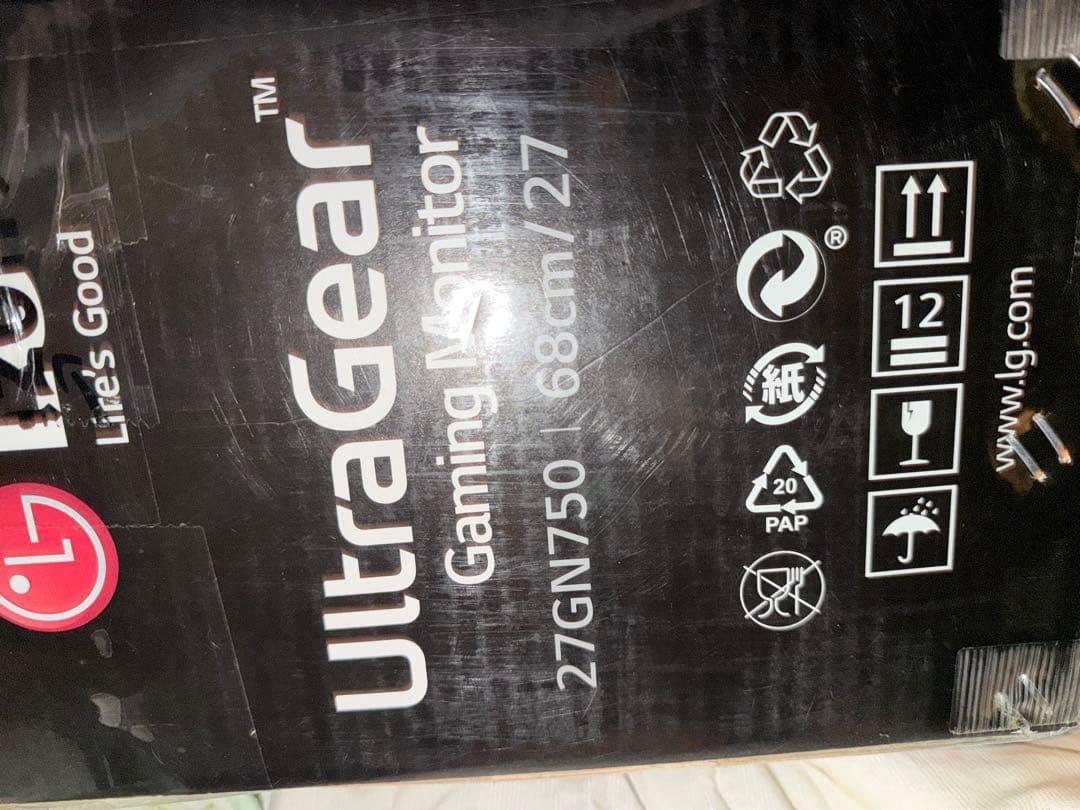 LG
Life's Good
UltraGear™
Gaming Monitor
27GN750 | 68cm/27
®
紙
20
PAP
12
www.lg.com